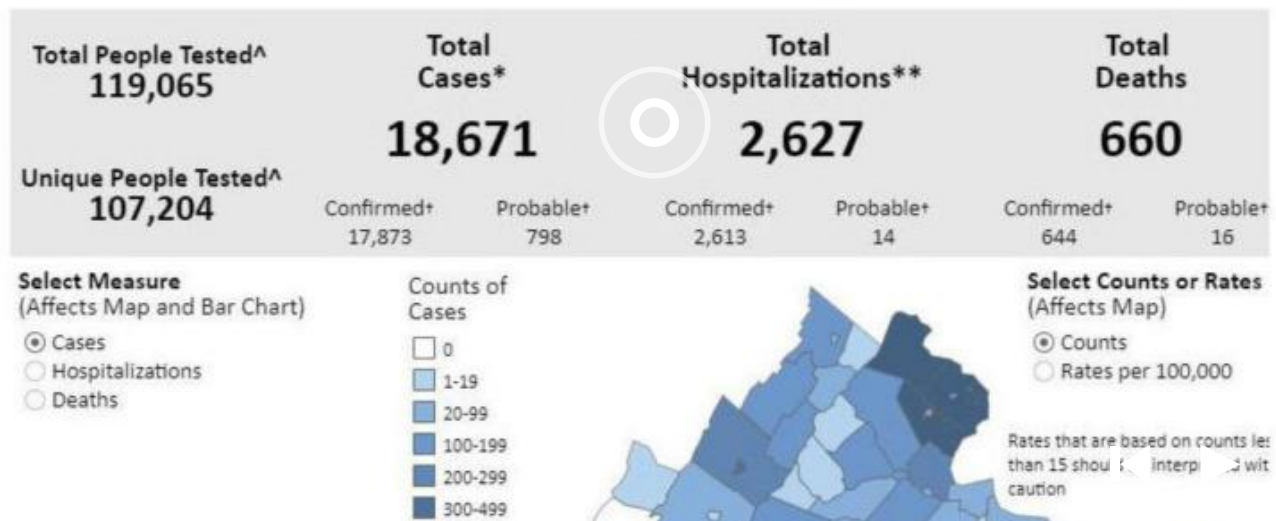 Total People Tested^
119,065
Unique People Tested^
107,204
Total
Cases*
18,671
Confirmed† Probable†
17,873 798
Total
Hospitalizations**
2,627
Confirmed† Probable†
2,613 14
Total
Deaths
660
Confirmed† Probable†
644 16
Select Measure
(Affects Map and Bar Chart)
Cases
Hospitalizations
Deaths
Counts of
Cases
0
1-19
20-99
100-199
200-299
300-499
Select Counts or Rates
(Affects Map)
Counts
Rates per 100,000
Rates that are based on counts les
than 15 wit
caution